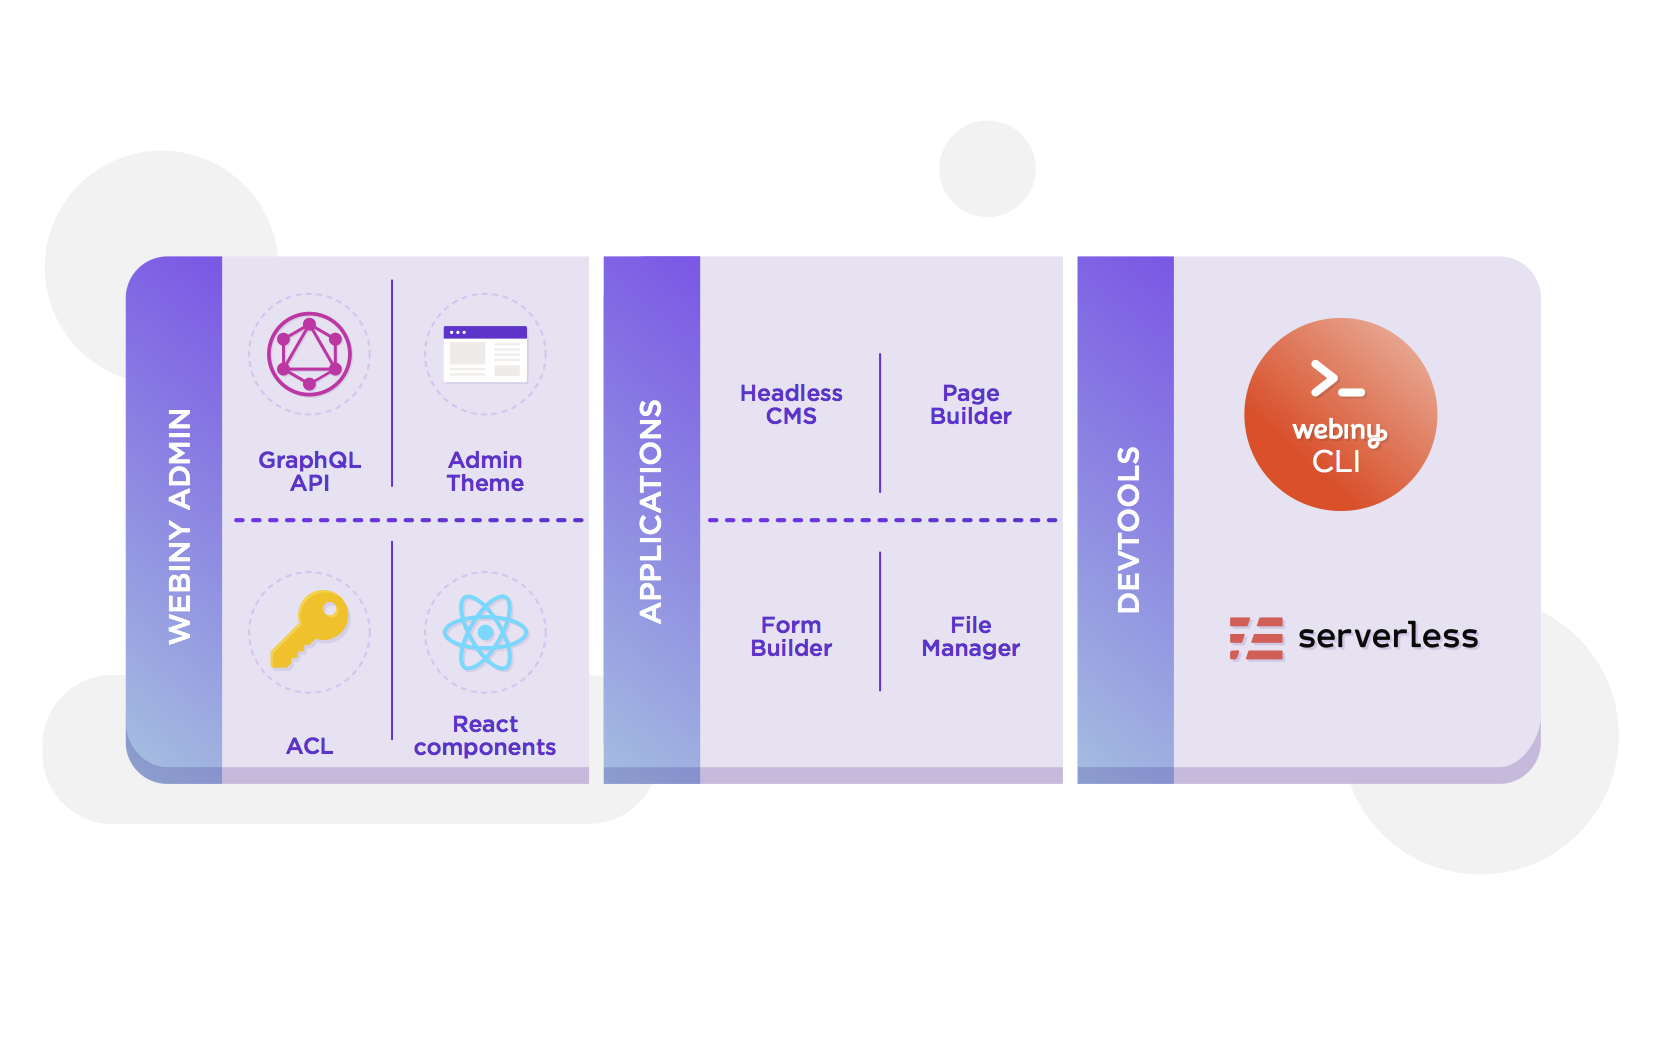 WEBINY ADMIN
GraphQL
API
Admin
Theme
ACL
React
components
APPLICATIONS
Headless
CMS
Page
Builder
Form
Builder
File
Manager
DEVTOOLS
webiny
CLI
serverless